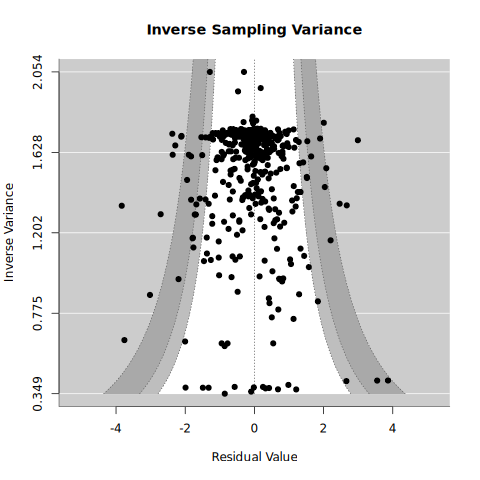 Inverse Sampling Variance
Inverse Variance
2.054
1.628
1.202
0.775
0.349
-4 -2 0 2 4
Residual Value